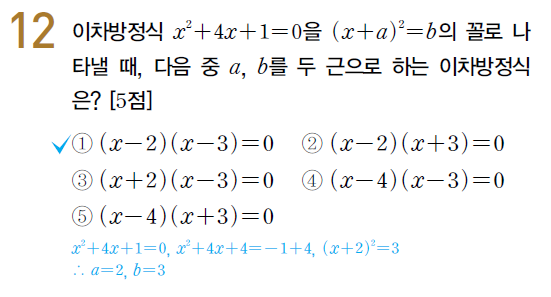 12 이차방정식 x²+4x+1=0을 (x+a)²=b의 꼴로 나
타낼 때, 다음 중 a, b를 두 근으로 하는 이차방정식
은? [5점]
① (x-2)(x-3)=0 ② (x-2)(x+3)=0
③ (x+2)(x-3)=0 ④ (x-4)(x-3)=0
⑤ (x-4)(x+3)=0
x²+4x+1=0, x²+4x+4=-1+4, (x+2)²=3
∴ a=2, b=3